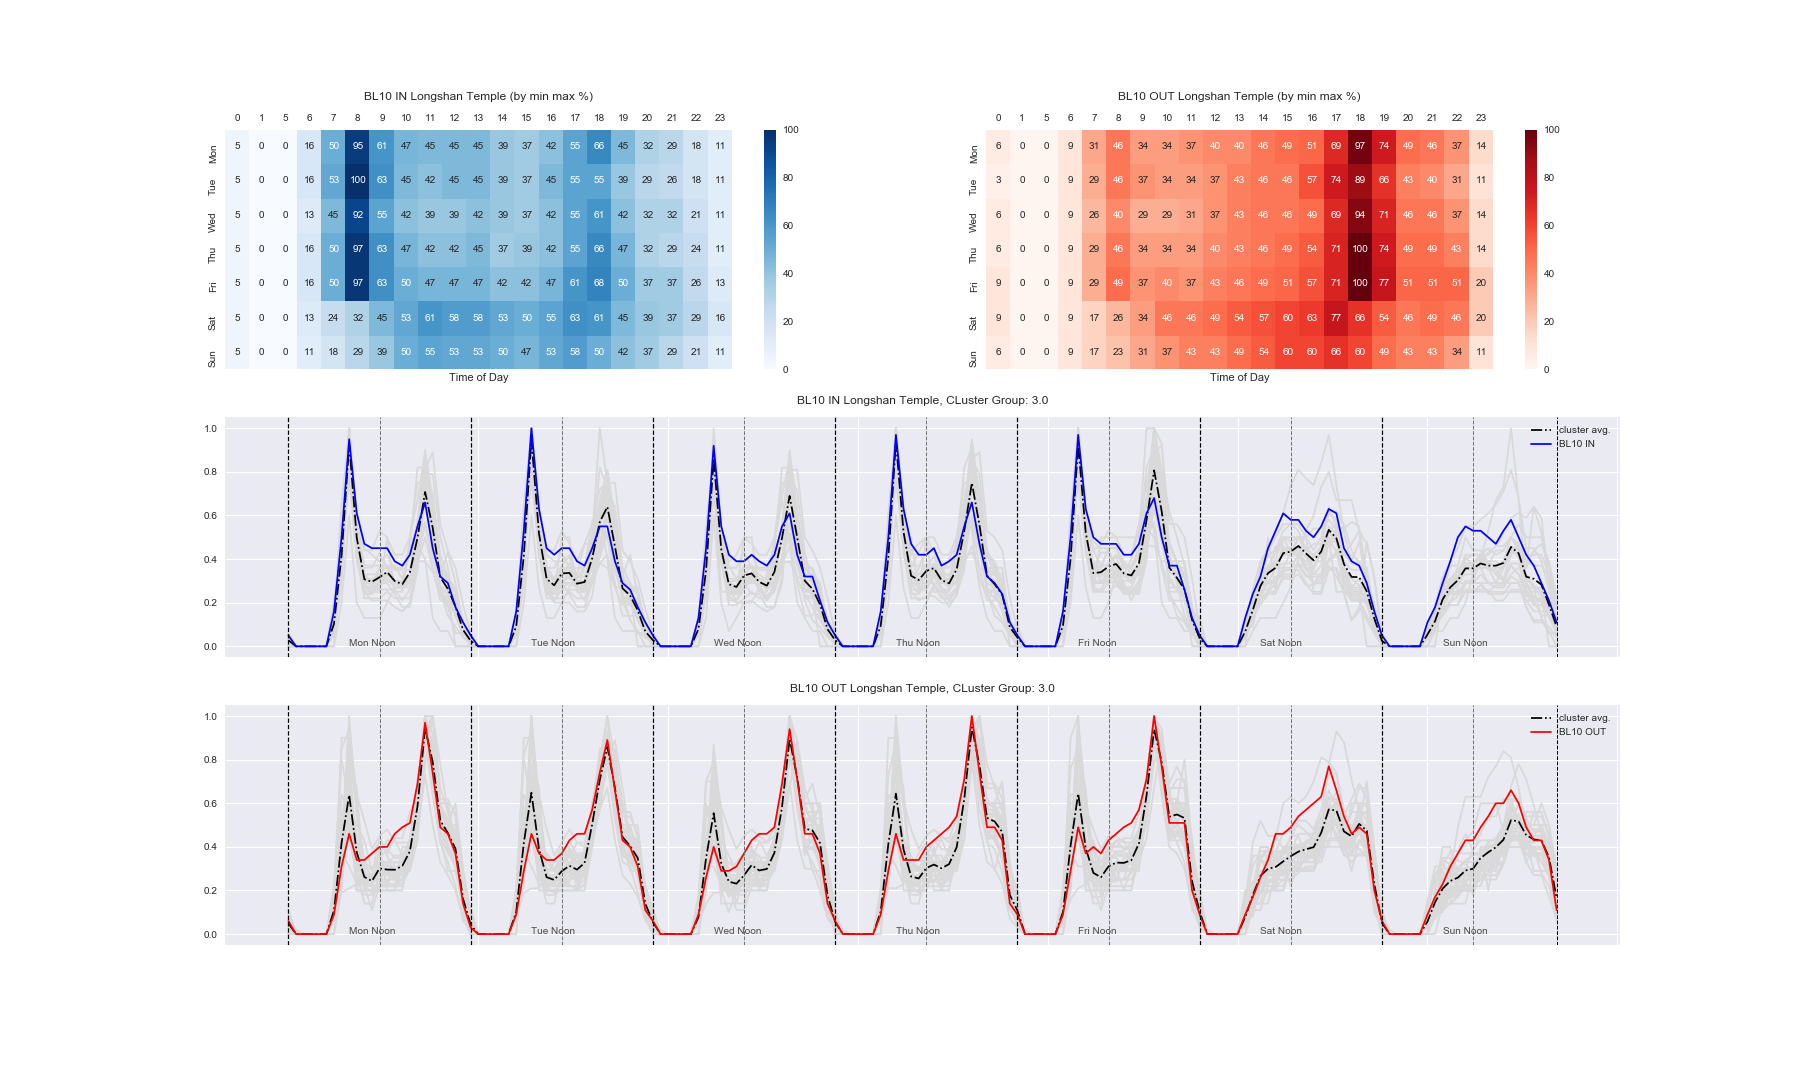 BL10 IN Longshan Temple (by min max %)
0 1 5 6 7 8 9 10 11 12 13 14 15 16 17 18 19 20 21 22 23
Mon 5 0 0 16 50 95 61 47 45 45 45 39 37 42 55 66 45 32 29 18 11
Tue 5 0 0 16 53 100 63 45 42 45 45 39 37 45 55 55 39 29 26 18 11
Wed 5 0 0 13 45 92 55 42 39 39 42 39 37 42 55 61 42 32 32 21 11
Thu 5 0 0 16 50 97 63 47 42 42 45 37 39 42 55 66 47 32 29 24 11
Fri 5 0 0 16 50 97 63 50 47 47 47 42 42 47 61 68 50 37 37 26 13
Sat 5 0 0 13 24 32 45 53 61 58 58 53 50 55 63 61 45 39 37 29 16
Sun 5 0 0 11 18 29 39 50 55 53 53 50 47 53 58 50 42 37 29 21 11
Time of Day
100
80
60
40
20
0
BL10 OUT Longshan Temple (by min max %)
0 1 5 6 7 8 9 10 11 12 13 14 15 16 17 18 19 20 21 22 23
Mon 6 0 0 9 31 46 34 34 37 40 40 46 49 51 69 97 74 49 46 37 14
Tue 3 0 0 9 29 46 37 34 34 37 43 46 46 57 74 89 66 43 40 31 11
Wed 6 0 0 9 26 40 29 29 31 37 43 46 46 49 69 94 71 46 46 37 14
Thu 6 0 0 9 29 46 34 34 34 40 43 46 49 54 71 100 74 49 49 43 14
Fri 9 0 0 9 29 49 37 40 37 43 46 49 51 57 71 100 77 51 51 51 20
Sat 9 0 0 9 17 26 34 46 46 49 54 57 60 63 77 66 54 46 49 46 20
Sun 6 0 0 9 17 23 31 37 43 43 49 54 60 60 66 60 49 43 43 34 11
Time of Day
100
80
60
40
20
0
BL10 IN Longshan Temple, CLuster Group: 3.0
1.0
0.8
0.6
0.4
0.2
0.0
cluster avg.
BL10 IN
Mon Noon Tue Noon Wed Noon Thu Noon Fri Noon Sat Noon Sun Noon
BL10 OUT Longshan Temple, CLuster Group: 3.0
1.0
0.8
0.6
0.4
0.2
0.0
cluster avg.
BL10 OUT
Mon Noon Tue Noon Wed Noon Thu Noon Fri Noon Sat Noon Sun Noon